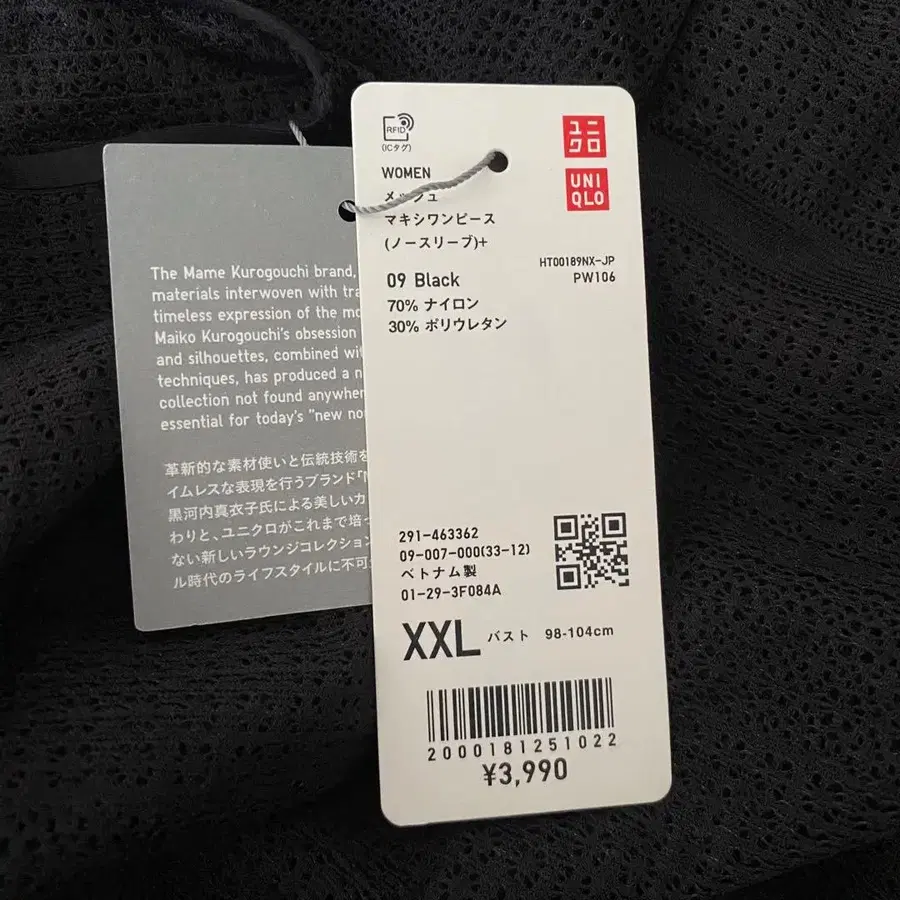 The Mame Kurogouchi brand,
materials interwoven with tra
timeless expression of the mo
Maiko Kurogouchi's obsession
and silhouettes, combined wi
techniques, has produced a n
collection not found anywher
essential for today's "new no
革新的な素材使いと伝統技術を
イムレスな表現を行うブランド「M
黒河内真衣子氏による美しいカ
わりと、ユニクロがこれまで培っ
ない新しいラウンジコレクション
ル時代のライフスタイルに不可
RFID
(ICタグ)
ユニ
クロ
UNI
QLO
WOMEN
メッシュ
マキシワンピース
(ノースリーブ)+
HT00189NX-JP
PW106
09 Black
70% ナイロン
30% ポリウレタン
291-463362
09-007-000(33-12)
ベトナム製
01-29-3F084A
XXL バスト 98-104cm
2000181251022
¥3,990